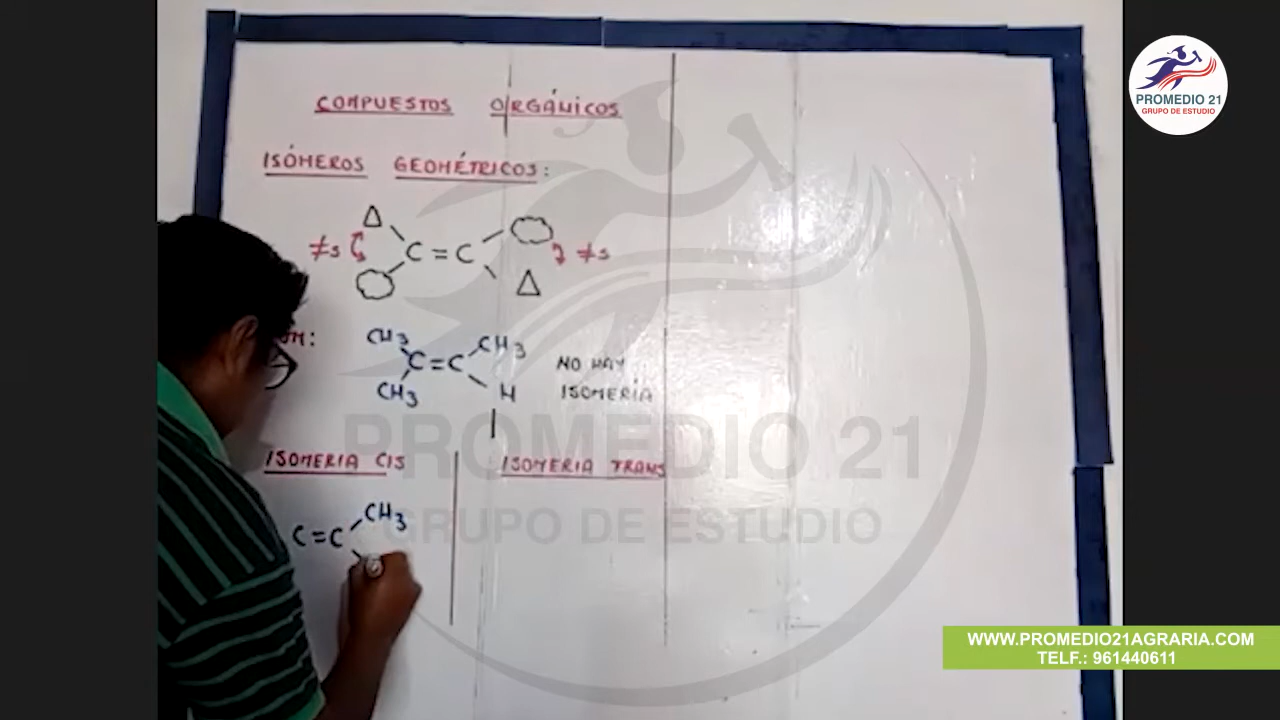 PROMEDIO 21
GRUPO DE ESTUDIO
COMPUESTOS ORGÁNICOS
ISÓMEROS GEOMÉTRICOS:
≠s C = C ≠s
CH3 CH3
C = C NO HAY
CH3 H ISOMERÍA
PROMEDIO 21
ISOMERIA CIS ISOMERIA TRANS
CH3
GRUPO DE ESTUDIO
C = C
WWW.PROMEDIO21AGRARIA.COM
TELF.: 961440611